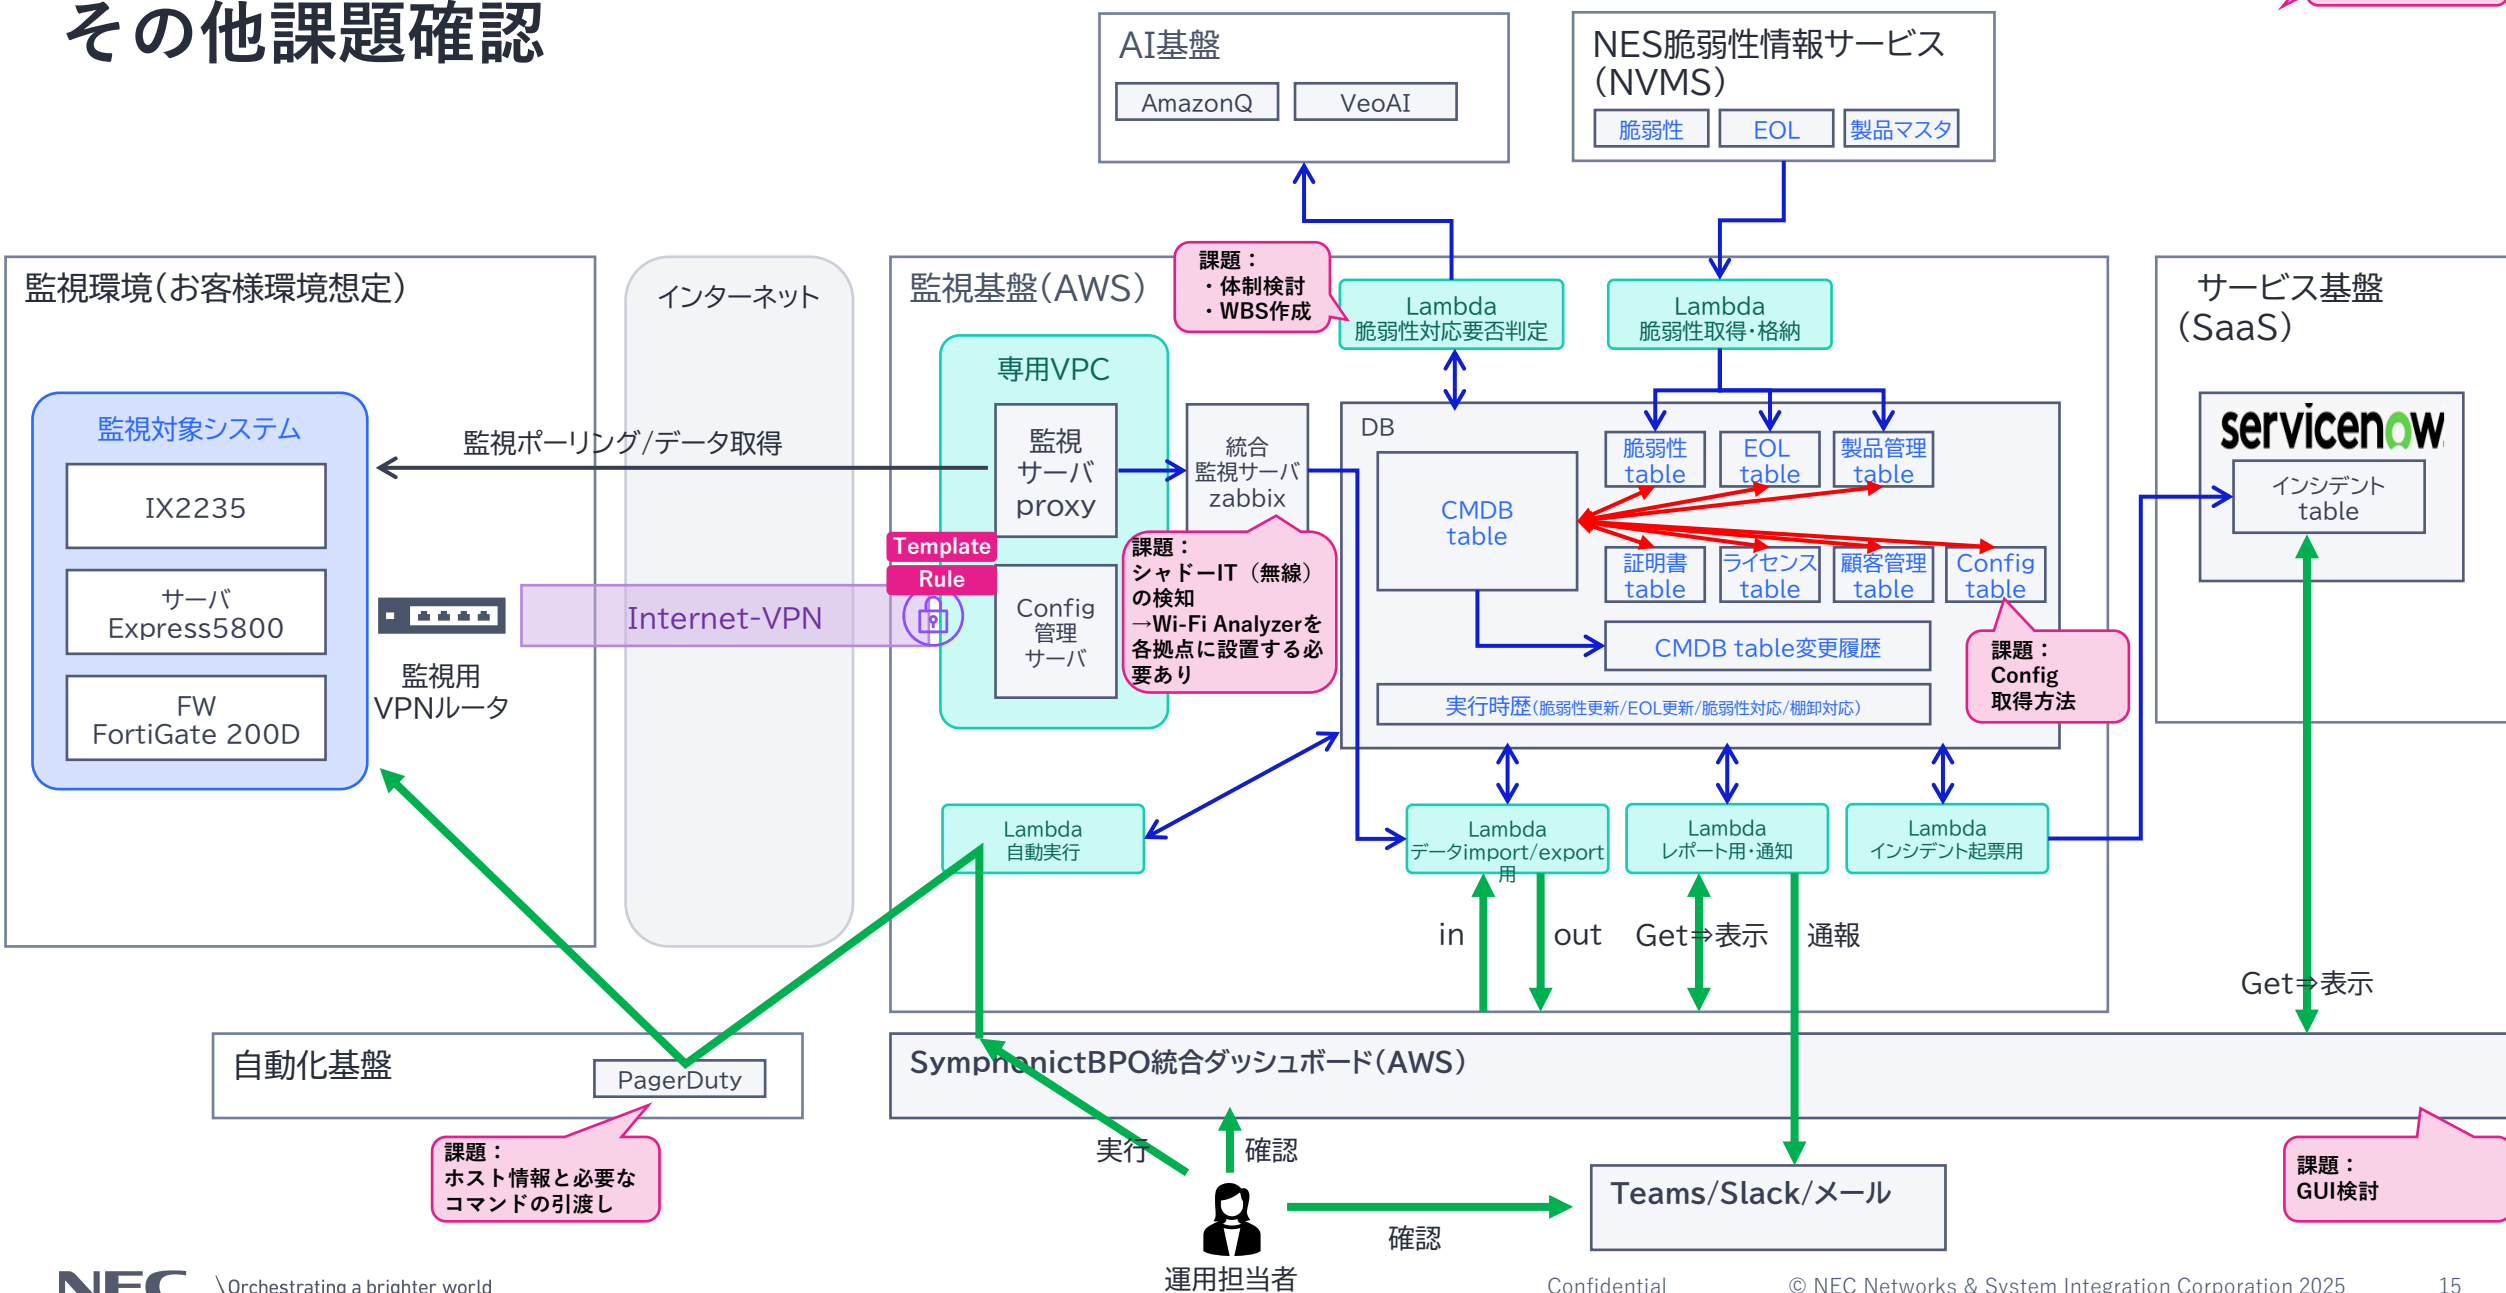 その他課題確認
AI基盤
AmazonQ
VeoAI
NES脆弱性情報サービス
(NVMS)
脆弱性
EOL
製品マスタ
監視環境(お客様環境想定)
監視対象システム
IX2235
サーバ
Express5800
FW
FortiGate 200D
監視用
VPNルータ
インターネット
監視ポーリング/データ取得
Internet-VPN
監視基盤(AWS)
課題：
・体制検討
・WBS作成
Lambda
脆弱性対応要否判定
Lambda
脆弱性取得・格納
専用VPC
監視
サーバ
proxy
Template
Rule
Config
管理
サーバ
統合
監視サーバ
zabbix
課題：
シャドーIT（無線）
の検知
→Wi-Fi Analyzerを
各拠点に設置する必
要あり
DB
CMDB
table
脆弱性
table
EOL
table
製品管理
table
証明書
table
ライセンス
table
顧客管理
table
Config
table
CMDB table変更履歴
実行時歴(脆弱性更新/EOL更新/脆弱性対応/棚卸対応)
課題：
Config
取得方法
サービス基盤
(SaaS)
servicenow
インシデント
table
Lambda
自動実行
Lambda
データimport/export
用
Lambda
レポート用・通知
Lambda
インシデント起票用
in
out
Get⇒表示
通報
Get⇒表示
自動化基盤
PagerDuty
課題：
ホスト情報と必要な
コマンドの引渡し
SymphonictBPO統合ダッシュボード(AWS)
実行
確認
確認
運用担当者
Teams/Slack/メール
課題：
GUI検討
NEC
\Orchestrating a brighter world
Confidential
© NEC Networks & System Integration Corporation 2025
15